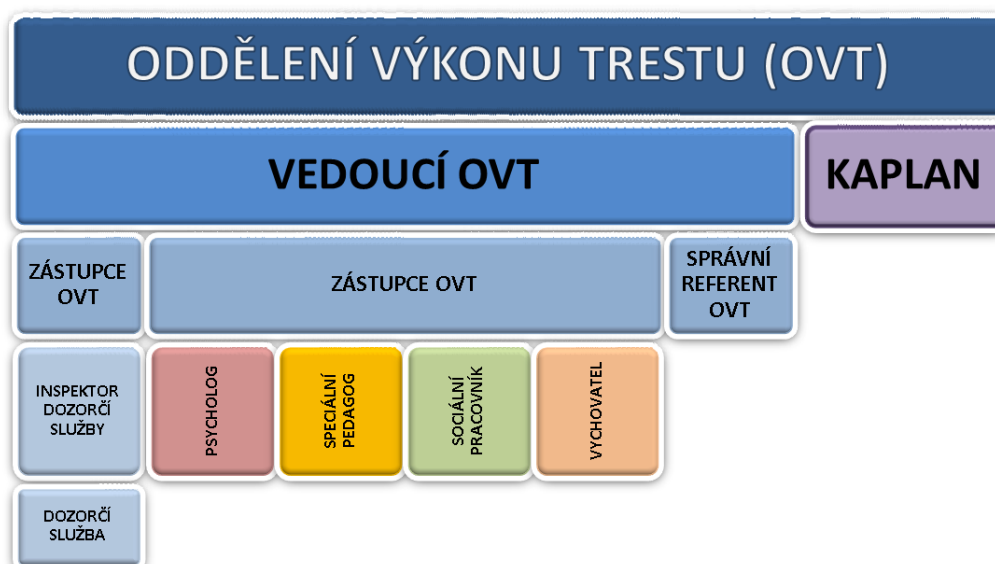 ODDĚLENÍ VÝKONU TRESTU (OVT)
VEDOUCÍ OVT
KAPLAN
ZÁSTUPCE
OVT
ZÁSTUPCE OVT
SPRÁVNÍ
REFERENT
OVT
INSPEKTOR
DOZORČÍ
SLUŽBY
PSYCHOLOG
SPECIÁLNÍ
PEDAGOG
SOCIÁLNÍ
PRACOVNÍK
VYCHOVATEL
DOZORČÍ
SLUŽBA